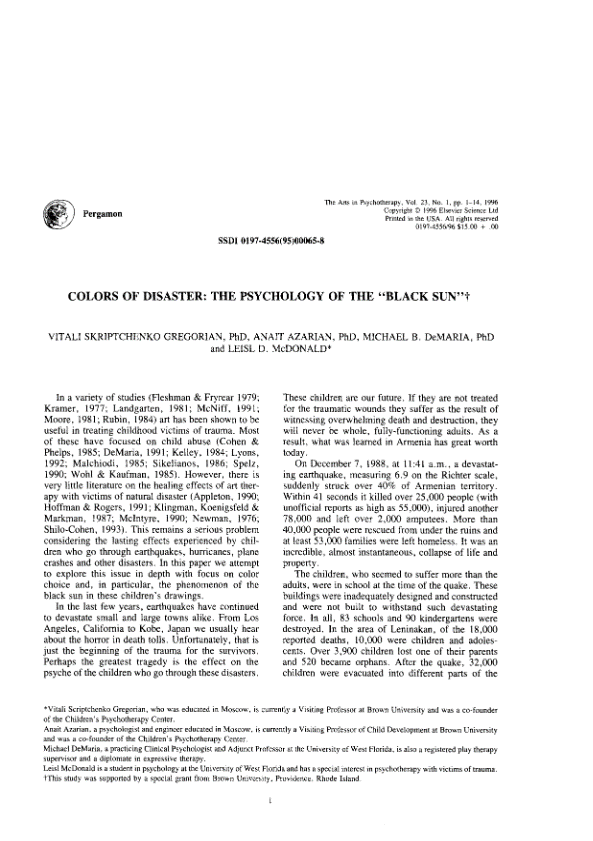 Pergamon
The Arts in Psychotherapy, Vol. 23, No. 1, pp. 1–14, 1996
Copyright © 1996 Elsevier Science Ltd
Printed in the USA. All rights reserved
0197-4556/96 $15.00 + .00
SSDI 0197-4556(95)00065-8
COLORS OF DISASTER: THE PSYCHOLOGY OF THE “BLACK SUN”†
VITALI SKRIPTCHENKO GREGORIAN, PhD, ANAIT AZARIAN, PhD, MICHAEL B. DeMARIA, PhD
and LEISL D. McDONALD*
In a variety of studies (Fleshman & Fryrear 1979;
Kramer, 1977; Landgarten, 1981; McNiff, 1991;
Moore, 1981; Rubin, 1984) art has been shown to be
useful in treating childhood victims of trauma. Most
of these have focused on child abuse (Cohen &
Phelps, 1985; DeMaria, 1991; Kelley, 1984; Lyons,
1992; Malchiodi, 1985; Sikelianos, 1986; Spelz,
1990; Wohl & Kaufman, 1985). However, there is
very little literature on the healing effects of art ther-
apy with victims of natural disaster (Appleton, 1990;
Hoffman & Rogers, 1991; Klingman, Koenigsfeld &
Markman, 1987; McIntyre, 1990; Newman, 1976;
Shilo-Cohen, 1993). This remains a serious problem
considering the lasting effects experienced by chil-
dren who go through earthquakes, hurricanes, plane
crashes and other disasters. In this paper we attempt
to explore this issue in depth with focus on color
choice and, in particular, the phenomenon of the
black sun in these children's drawings.
In the last few years, earthquakes have continued
to devastate small and large towns alike. From Los
Angeles, California to Kobe, Japan we usually hear
about the horror in death tolls. Unfortunately, that is
just the beginning of the trauma for the survivors.
Perhaps the greatest tragedy is the effect on the
psyche of the children who go through these disasters.
These children are our future. If they are not treated
for the traumatic wounds they suffer as the result of
witnessing overwhelming death and destruction, they
will never be whole, fully-functioning adults. As a
result, what was learned in Armenia has great worth
today.
On December 7, 1988, at 11:41 a.m., a devastat-
ing earthquake, measuring 6.9 on the Richter scale,
suddenly struck over 40% of Armenian territory.
Within 41 seconds it killed over 25,000 people (with
unofficial reports as high as 55,000), injured another
78,000 and left over 2,000 amputees. More than
40,000 people were rescued from under the ruins and
at least 53,000 families were left homeless. It was an
incredible, almost instantaneous, collapse of life and
property.
The children, who seemed to suffer more than the
adults, were in school at the time of the quake. These
buildings were inadequately designed and constructed
and were not built to withstand such devastating
force. In all, 83 schools and 90 kindergartens were
destroyed. In the area of Leninakan, of the 18,000
reported deaths, 10,000 were children and adoles-
cents. Over 3,900 children lost one of their parents
and 520 became orphans. After the quake, 32,000
children were evacuated into different parts of the
*Vitali Scriptchenko Gregorian, who was educated in Moscow, is currently a Visiting Professor at Brown University and was a co-founder
of the Children's Psychotherapy Center.
Anait Azarian, a psychologist and engineer educated in Moscow, is currently a Visiting Professor of Child Development at Brown University
and was a co-founder of the Children's Psychotherapy Center.
Michael DeMaria, a practicing Clinical Psychologist and Adjunct Professor at the University of West Florida, is also a registered play therapy
supervisor and a diplomate in expressive therapy.
Leisl McDonald is a student in psychology at the University of West Florida and has a special interest in psychotherapy with victims of trauma.
†This study was supported by a special grant from Brown University, Providence, Rhode Island.
1